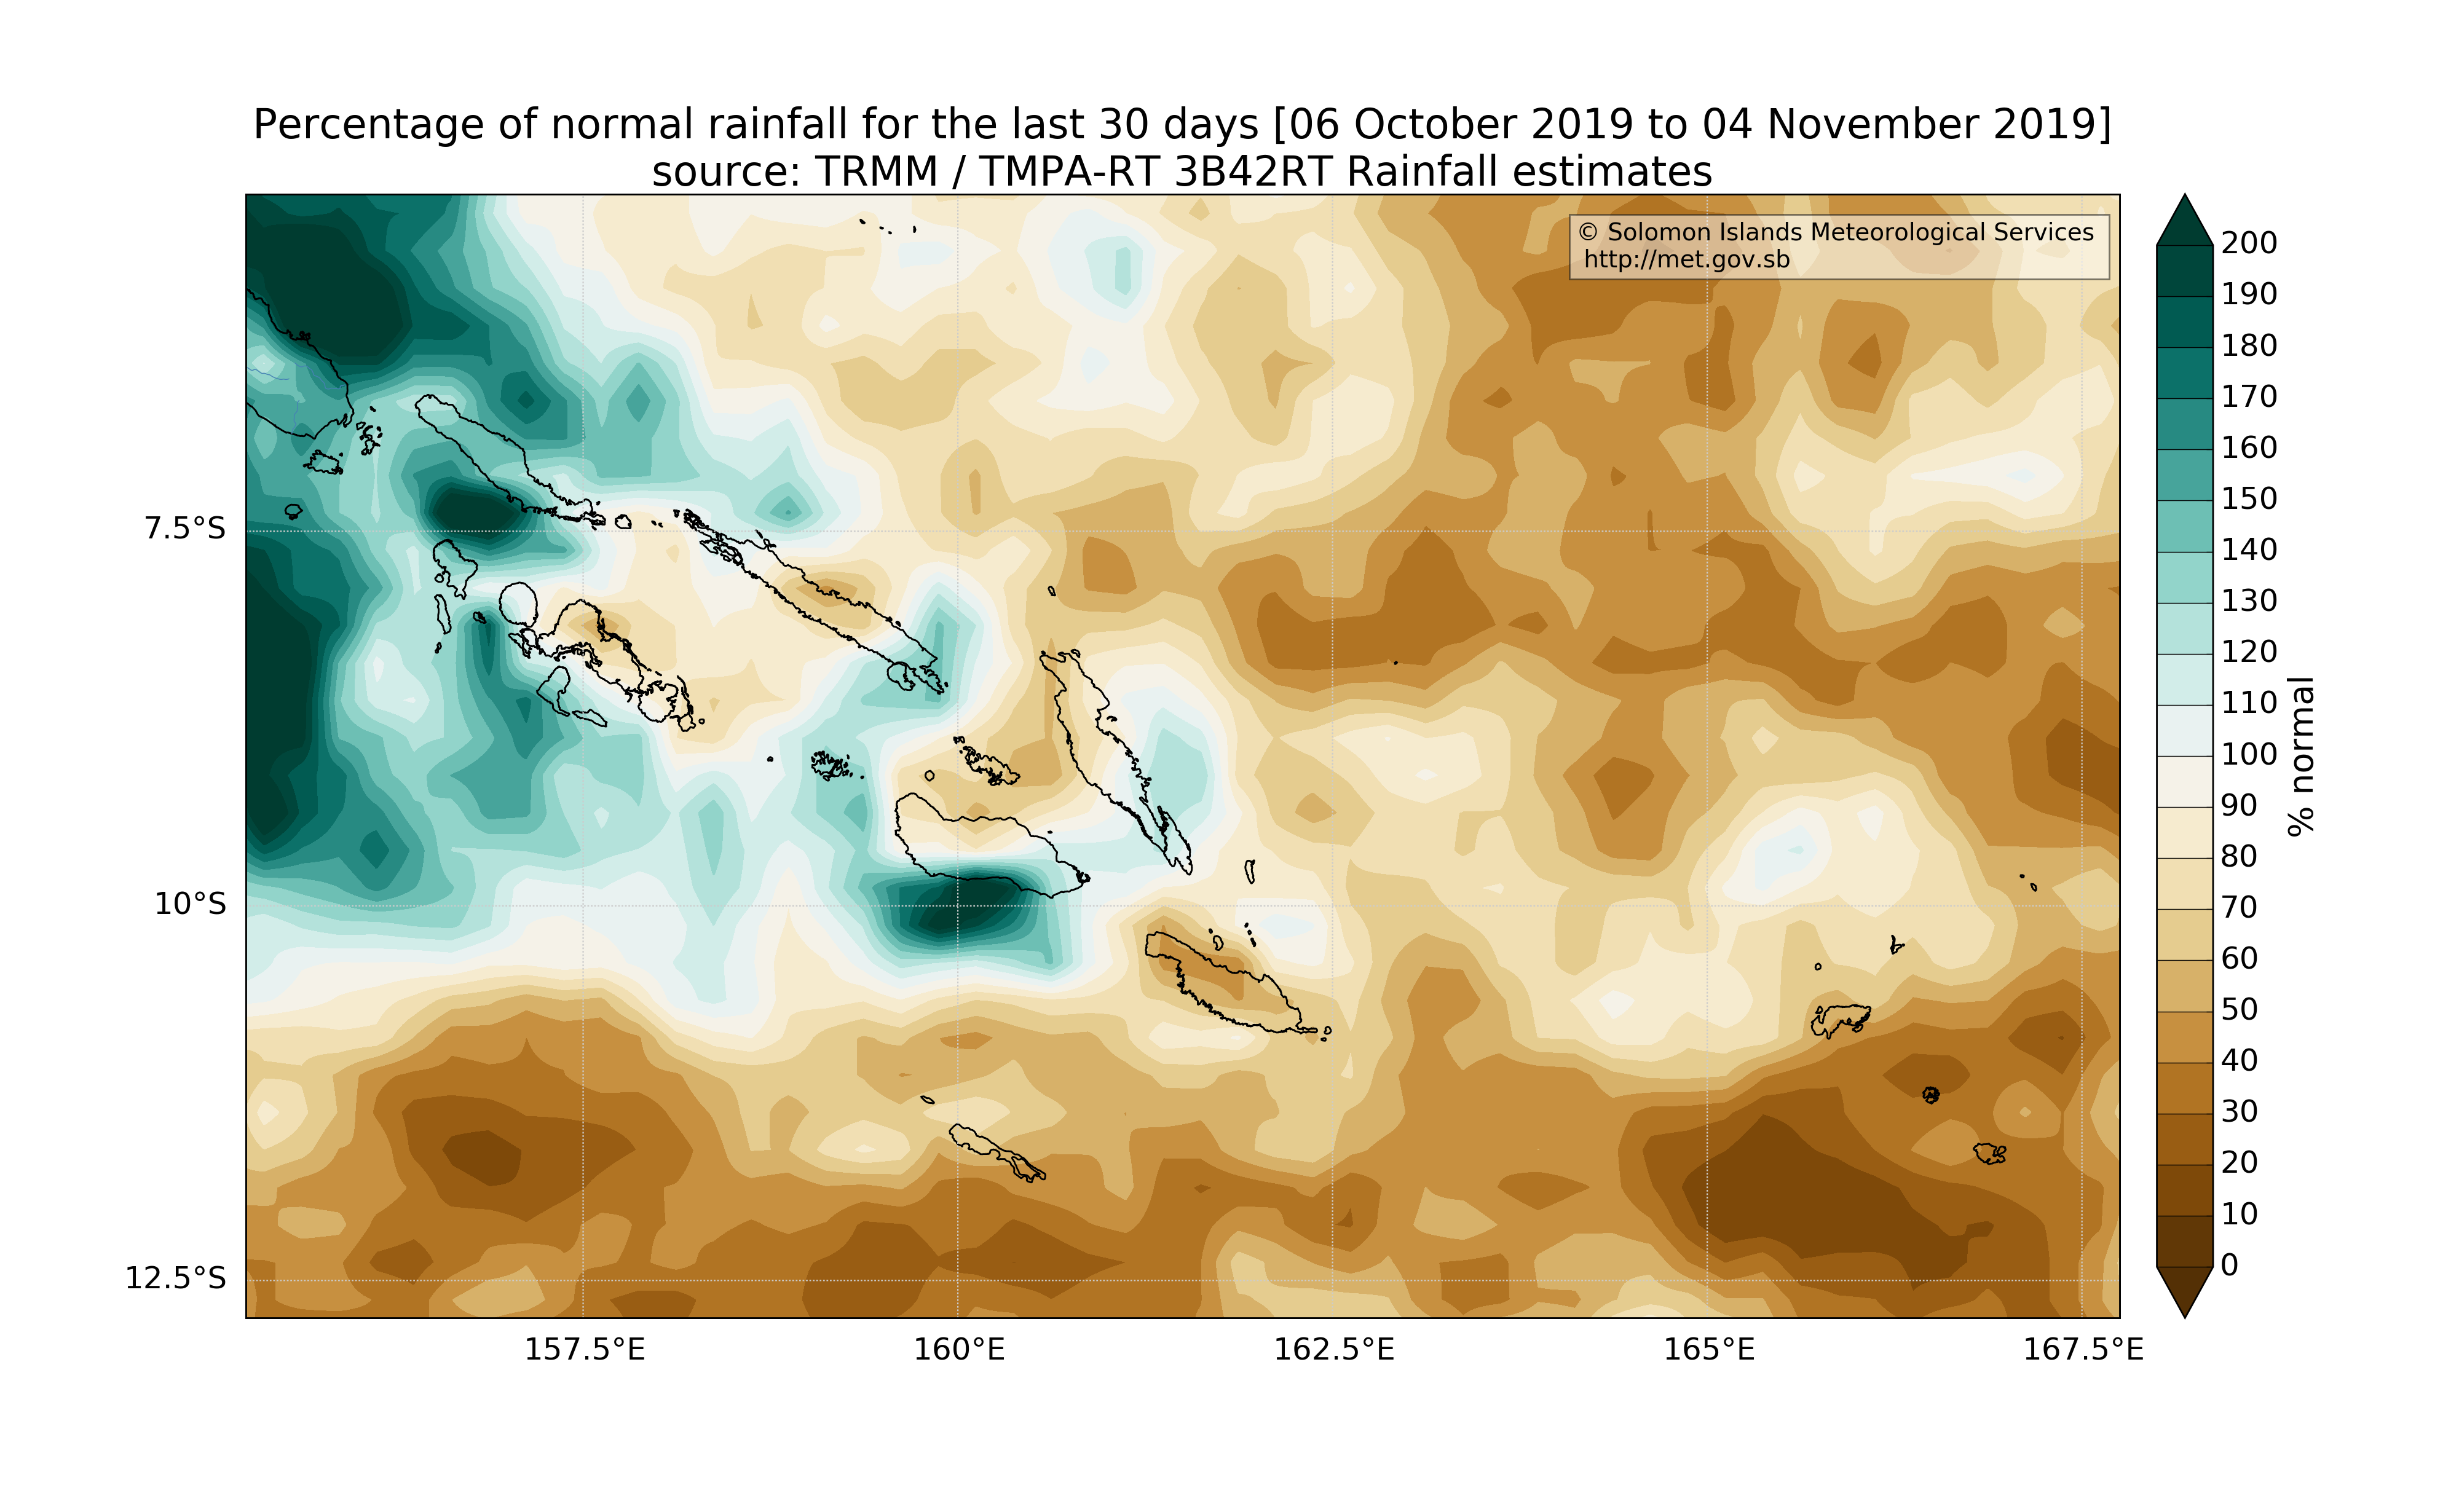 Percentage of normal rainfall for the last 30 days [06 October 2019 to 04 November 2019]
source: TRMM / TMPA-RT 3B42RT Rainfall estimates
© Solomon Islands Meteorological Services
http://met.gov.sb
7.5°S
10°S
12.5°S
157.5°E
160°E
162.5°E
165°E
167.5°E
200
190
180
170
160
150
140
130
120
110
100
90
80
70
60
50
40
30
20
10
0
% normal